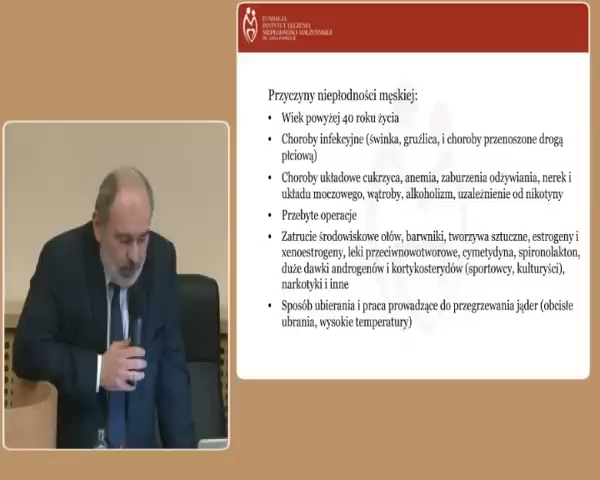 FUNDACJA
INSTYTUT LECZENIA
NIEPŁODNOŚCI MAŁŻEŃSKIEJ
Przyczyny niepłodności męskiej:
• Wiek powyżej 40 roku życia
• Choroby infekcyjne (świnka, gruźlica, i choroby przenoszone drogą
płciową)
• Choroby układowe cukrzyca, anemia, zaburzenia odżywiania, nerek i
układu moczowego, wątroby, alkoholizm, uzależnienie od nikotyny
• Przebyte operacje
• Zatrucie środowiskowe ołów, barwniki, tworzywa sztuczne, estrogeny i
xenoestrogeny, leki przeciwnowotworowe, cymetydyna, spironolakton,
duże dawki androgenów i kortykosterydów (sportowcy, kulturyści),
narkotyki i inne
• Sposób ubierania i praca prowadzące do przegrzewania jąder (obcisłe
ubrania, wysokie temperatury)